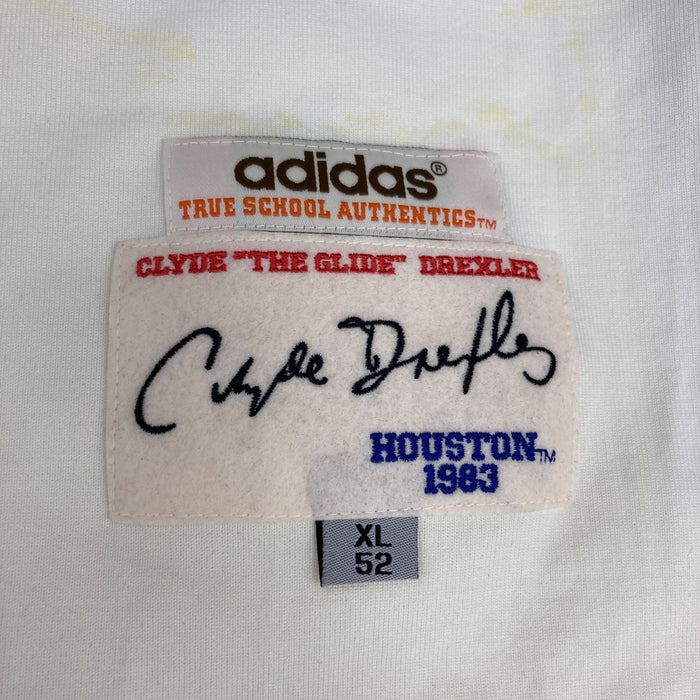 adidas®
TRUE SCHOOL AUTHENTICS™
CLYDE "THE GLIDE" DREXLER
Clyde Drexler
HOUSTON™
1983
XL
52